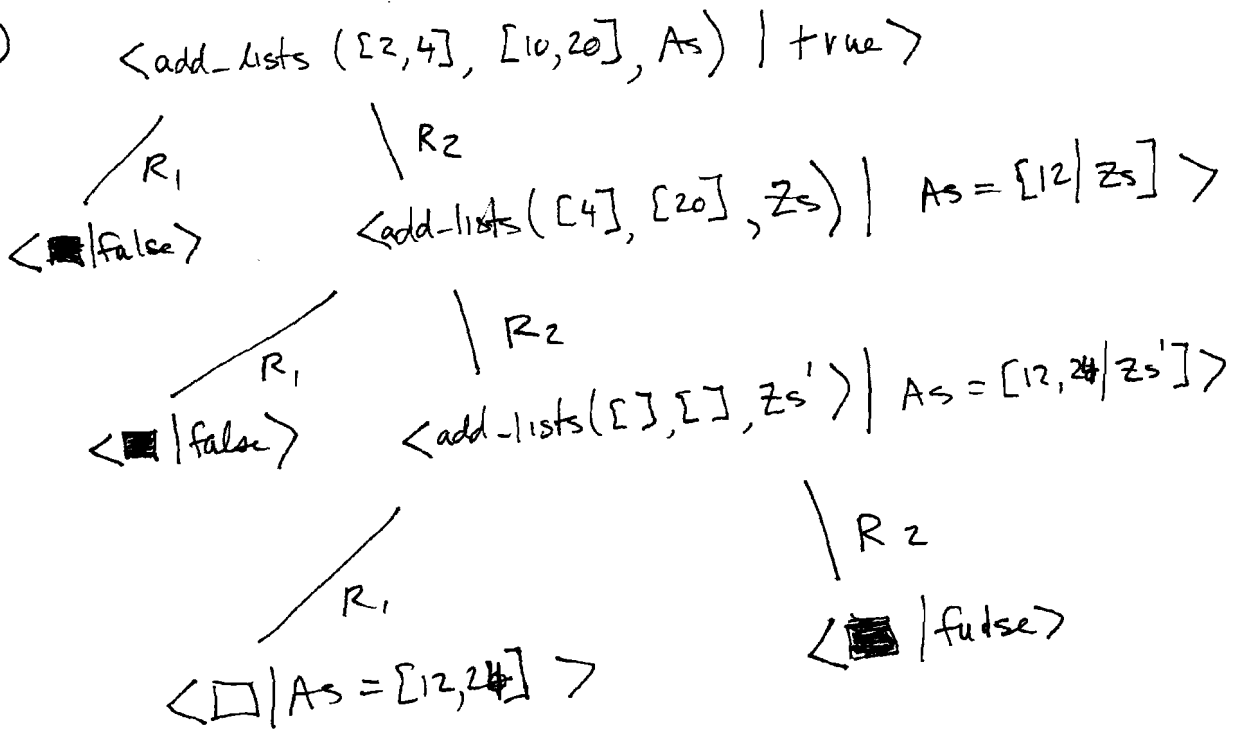 )
<add_lists ([2,4], [10,20], As) | true>
R1 R2
<■|false> <add-lists([4], [20], Zs) | As = [12|Zs] >
R1 R2
<■|false> <add-lists([],[],Zs') | As = [12,24|Zs']>
R1 R2
<□|As = [12,24] > <■|false>